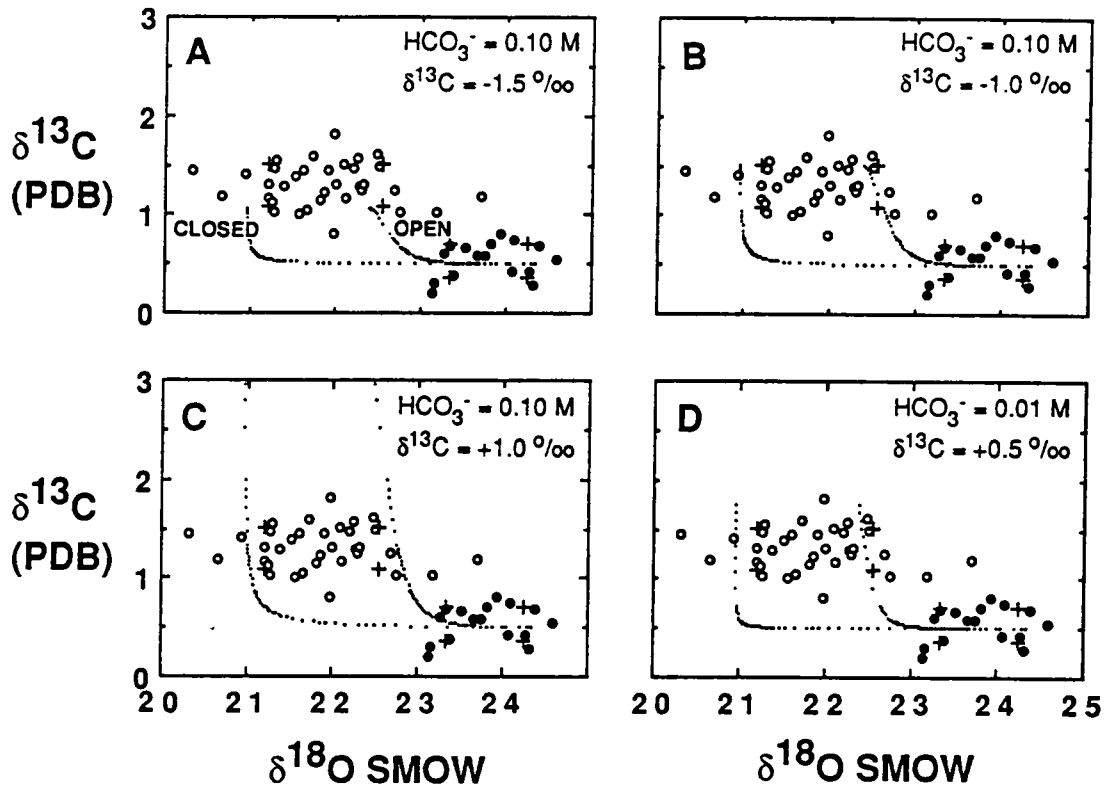 A
HCO₃⁻ = 0.10 M
δ¹³C = -1.5 °/∞
CLOSED
OPEN
3
2
1
0
δ¹³C
(PDB)
B
HCO₃⁻ = 0.10 M
δ¹³C = -1.0 °/∞
C
HCO₃⁻ = 0.10 M
δ¹³C = +1.0 °/∞
3
2
1
0
δ¹³C
(PDB)
20 21 22 23 24
δ¹⁸O SMOW
D
HCO₃⁻ = 0.01 M
δ¹³C = +0.5 °/∞
20 21 22 23 24 25
δ¹⁸O SMOW